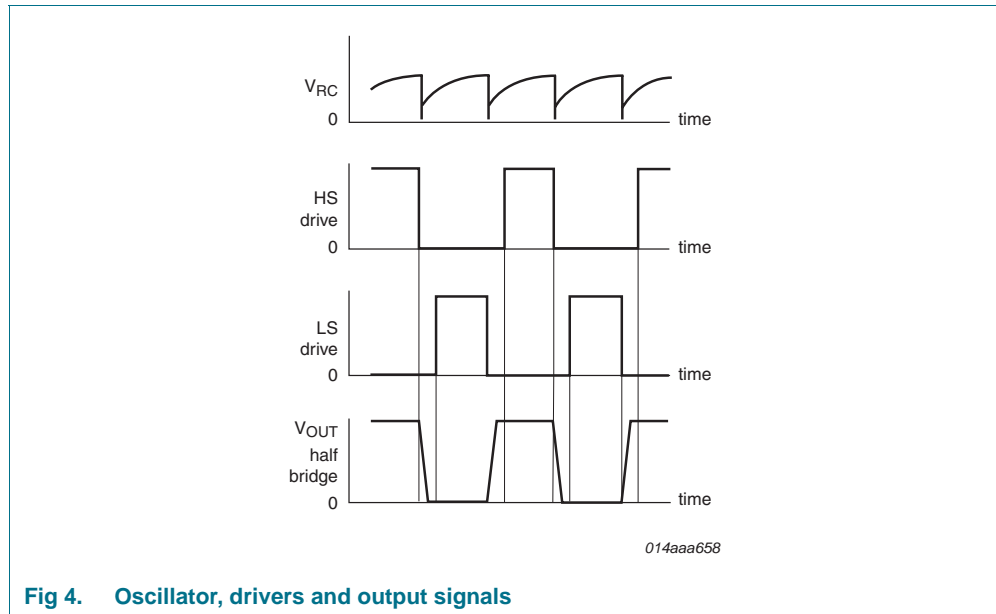 VRC
0
time
HS
drive
0
time
LS
drive
0
time
VOUT
half
bridge
0
time
014aaa658
Fig 4. Oscillator, drivers and output signals